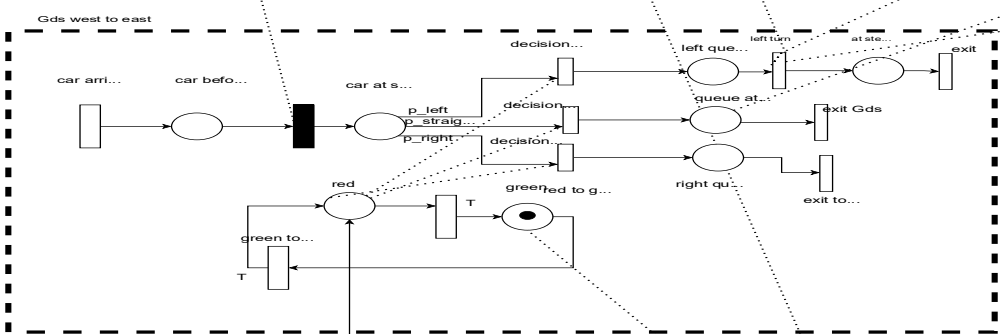 Gds west to east
decision...
left que...
left turn
at ste...
exit
car arri...
car befo...
car at s...
p_left
decision...
queue at...
exit Gds
p_straig...
p_right
decision...
red
green
red to g...
right qu...
exit to...
T
green to...
T